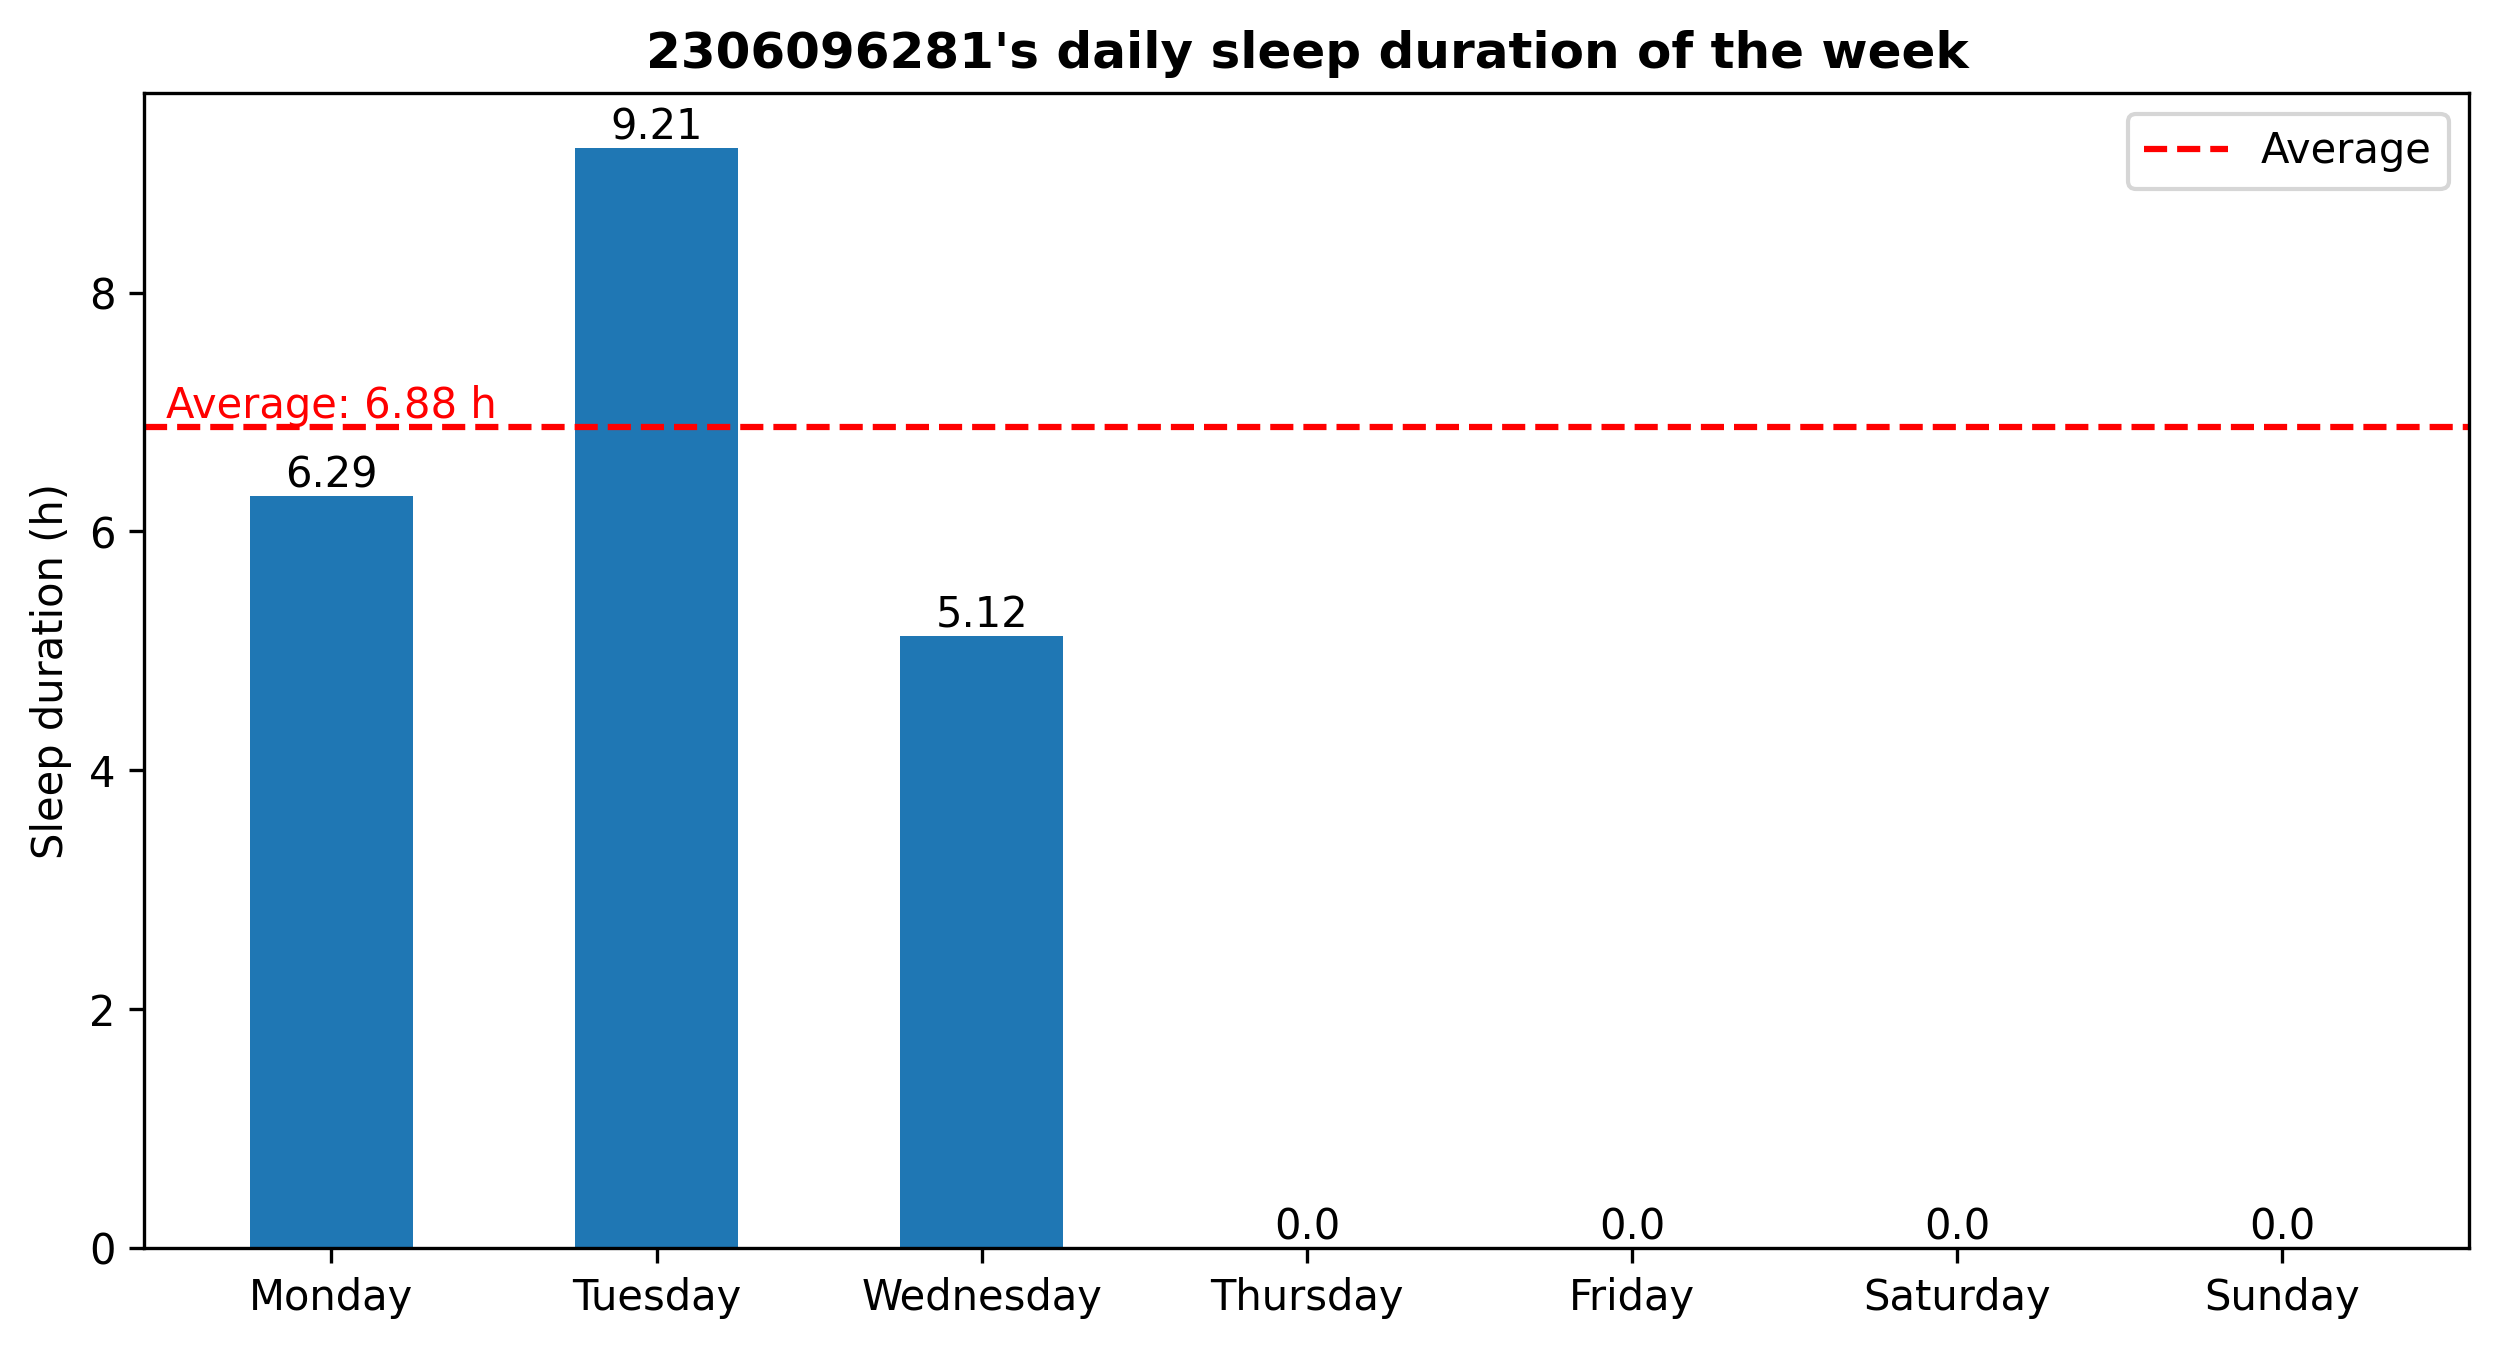 2306096281's daily sleep duration of the week
Average
9.21
8
Average: 6.88 h
6.29
6
5.12
Sleep duration (h)
4
2
0.0
0.0
0.0
0.0
0
Monday
Tuesday
Wednesday
Thursday
Friday
Saturday
Sunday